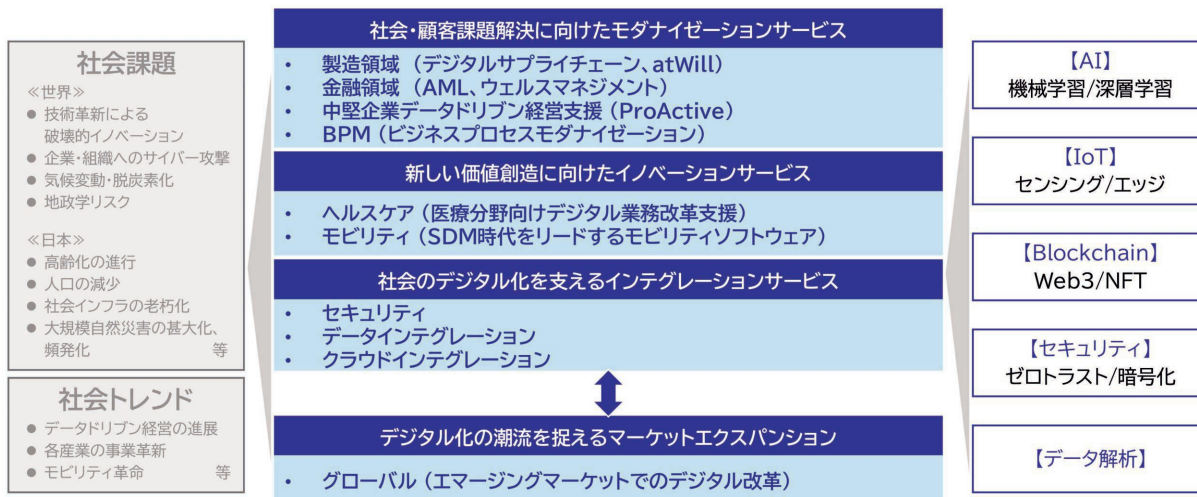 社会課題
≪世界≫
● 技術革新による
破壊的イノベーション
● 企業・組織へのサイバー攻撃
● 気候変動・脱炭素化
● 地政学リスク
≪日本≫
● 高齢化の進行
● 人口の減少
● 社会インフラの老朽化
● 大規模自然災害の甚大化、
頻発化 等
社会トレンド
● データドリブン経営の進展
● 各産業の事業革新
● モビリティ革命 等
社会・顧客課題解決に向けたモダナイゼーションサービス
• 製造領域（デジタルサプライチェーン、atWill）
• 金融領域（AML、ウェルスマネジメント）
• 中堅企業データドリブン経営支援（ProActive）
• BPM（ビジネスプロセスモダナイゼーション）
新しい価値創造に向けたイノベーションサービス
• ヘルスケア（医療分野向けデジタル業務改革支援）
• モビリティ（SDM時代をリードするモビリティソフトウェア）
社会のデジタル化を支えるインテグレーションサービス
• セキュリティ
• データインテグレーション
• クラウドインテグレーション
デジタル化の潮流を捉えるマーケットエクスパンション
• グローバル（エマージングマーケットでのデジタル改革）
【AI】
機械学習/深層学習
【IoT】
センシング/エッジ
【Blockchain】
Web3/NFT
【セキュリティ】
ゼロトラスト/暗号化
【データ解析】